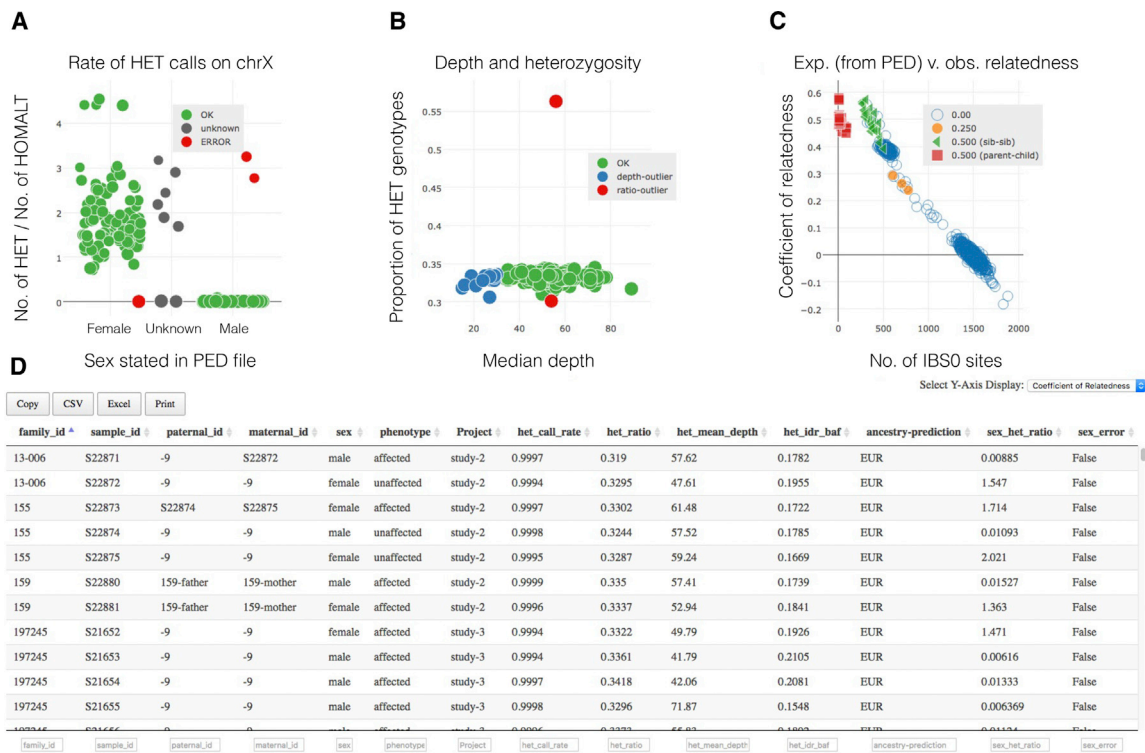 A
B
C
Rate of HET calls on chrX
Depth and heterozygosity
Exp. (from PED) v. obs. relatedness
No. of HET / No. of HOMALT
4
3
2
1
0
OK
unknown
ERROR
Female
Unknown
Male
Sex stated in PED file
Proportion of HET genotypes
0.55
0.5
0.45
0.4
0.35
0.3
OK
depth-outlier
ratio-outlier
20
40
60
80
Median depth
Coefficient of relatedness
0.6
0.5
0.4
0.3
0.2
0.1
0
−0.1
−0.2
0.00
0.250
0.500 (sib-sib)
0.500 (parent-child)
0
500
1000
1500
2000
No. of IBS0 sites
D
Select Y-Axis Display: Coefficient of Relatedness
Copy CSV Excel Print
family_id sample_id paternal_id maternal_id sex phenotype Project het_call_rate het_ratio het_mean_depth het_idr_baf ancestry-prediction sex_het_ratio sex_error
13-006 S22871 -9 S22872 male affected study-2 0.9997 0.319 57.62 0.1782 EUR 0.00885 False
13-006 S22872 -9 -9 female unaffected study-2 0.9994 0.3295 47.61 0.1955 EUR 1.547 False
155 S22873 S22874 S22875 female affected study-2 0.9997 0.3302 61.48 0.1722 EUR 1.714 False
155 S22874 -9 -9 male unaffected study-2 0.9998 0.3244 57.52 0.1785 EUR 0.01093 False
155 S22875 -9 -9 female unaffected study-2 0.9995 0.3287 59.24 0.1669 EUR 2.021 False
159 S22880 159-father 159-mother male affected study-2 0.9999 0.335 57.41 0.1739 EUR 0.01527 False
159 S22881 159-father 159-mother female affected study-2 0.9996 0.3337 52.94 0.1841 EUR 1.363 False
197245 S21652 -9 -9 female affected study-3 0.9994 0.3322 49.79 0.1926 EUR 1.471 False
197245 S21653 -9 -9 male affected study-3 0.9994 0.3361 41.79 0.2105 EUR 0.00616 False
197245 S21654 -9 -9 male affected study-3 0.9997 0.3418 42.06 0.2081 EUR 0.01333 False
197245 S21655 -9 -9 male affected study-3 0.9998 0.3296 71.87 0.1548 EUR 0.006369 False
family_id sample_id paternal_id maternal_id sex phenotype Project het_call_rate het_ratio het_mean_depth het_idr_baf ancestry-prediction sex_het_ratio sex_error